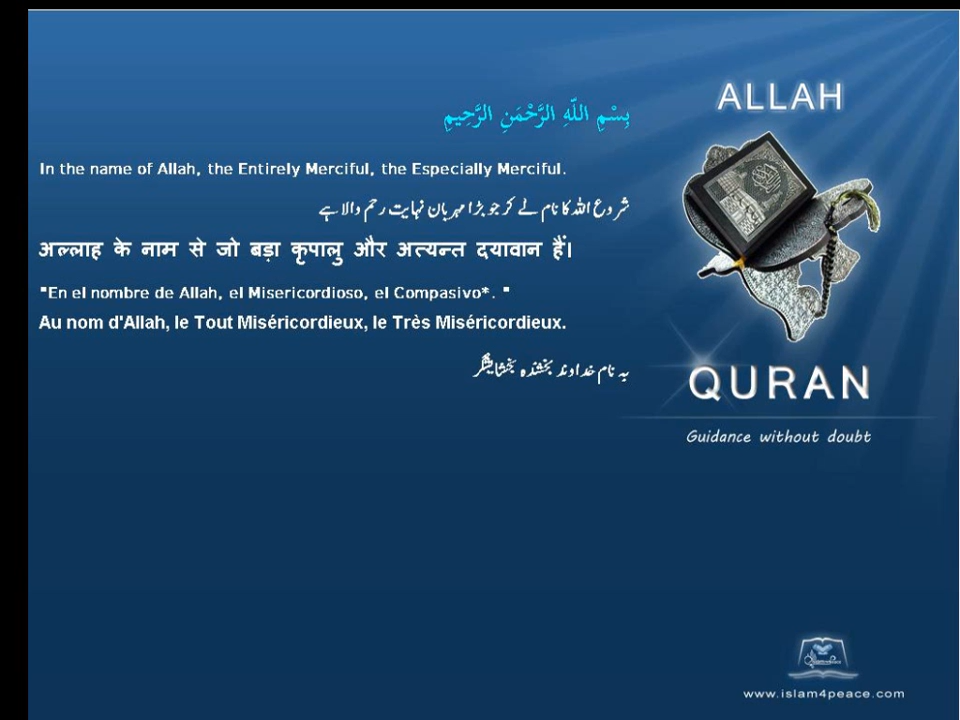 بِسْمِ اللَّهِ الرَّحْمَنِ الرَّحِيمِ
In the name of Allah, the Entirely Merciful, the Especially Merciful.
شروع اللہ کا نام لے کر جو بڑا مہربان نہایت رحم والا ہے
अल्लाह के नाम से जो बड़ा कृपालु और अत्यन्त दयावान हैं।
"En el nombre de Allah, el Misericordioso, el Compasivo*. "
Au nom d'Allah, le Tout Miséricordieux, le Très Miséricordieux.
به نام خداوند بخشنده بخشایشگر
ALLAH
QURAN
Guidance without doubt
www.islam4peace.com